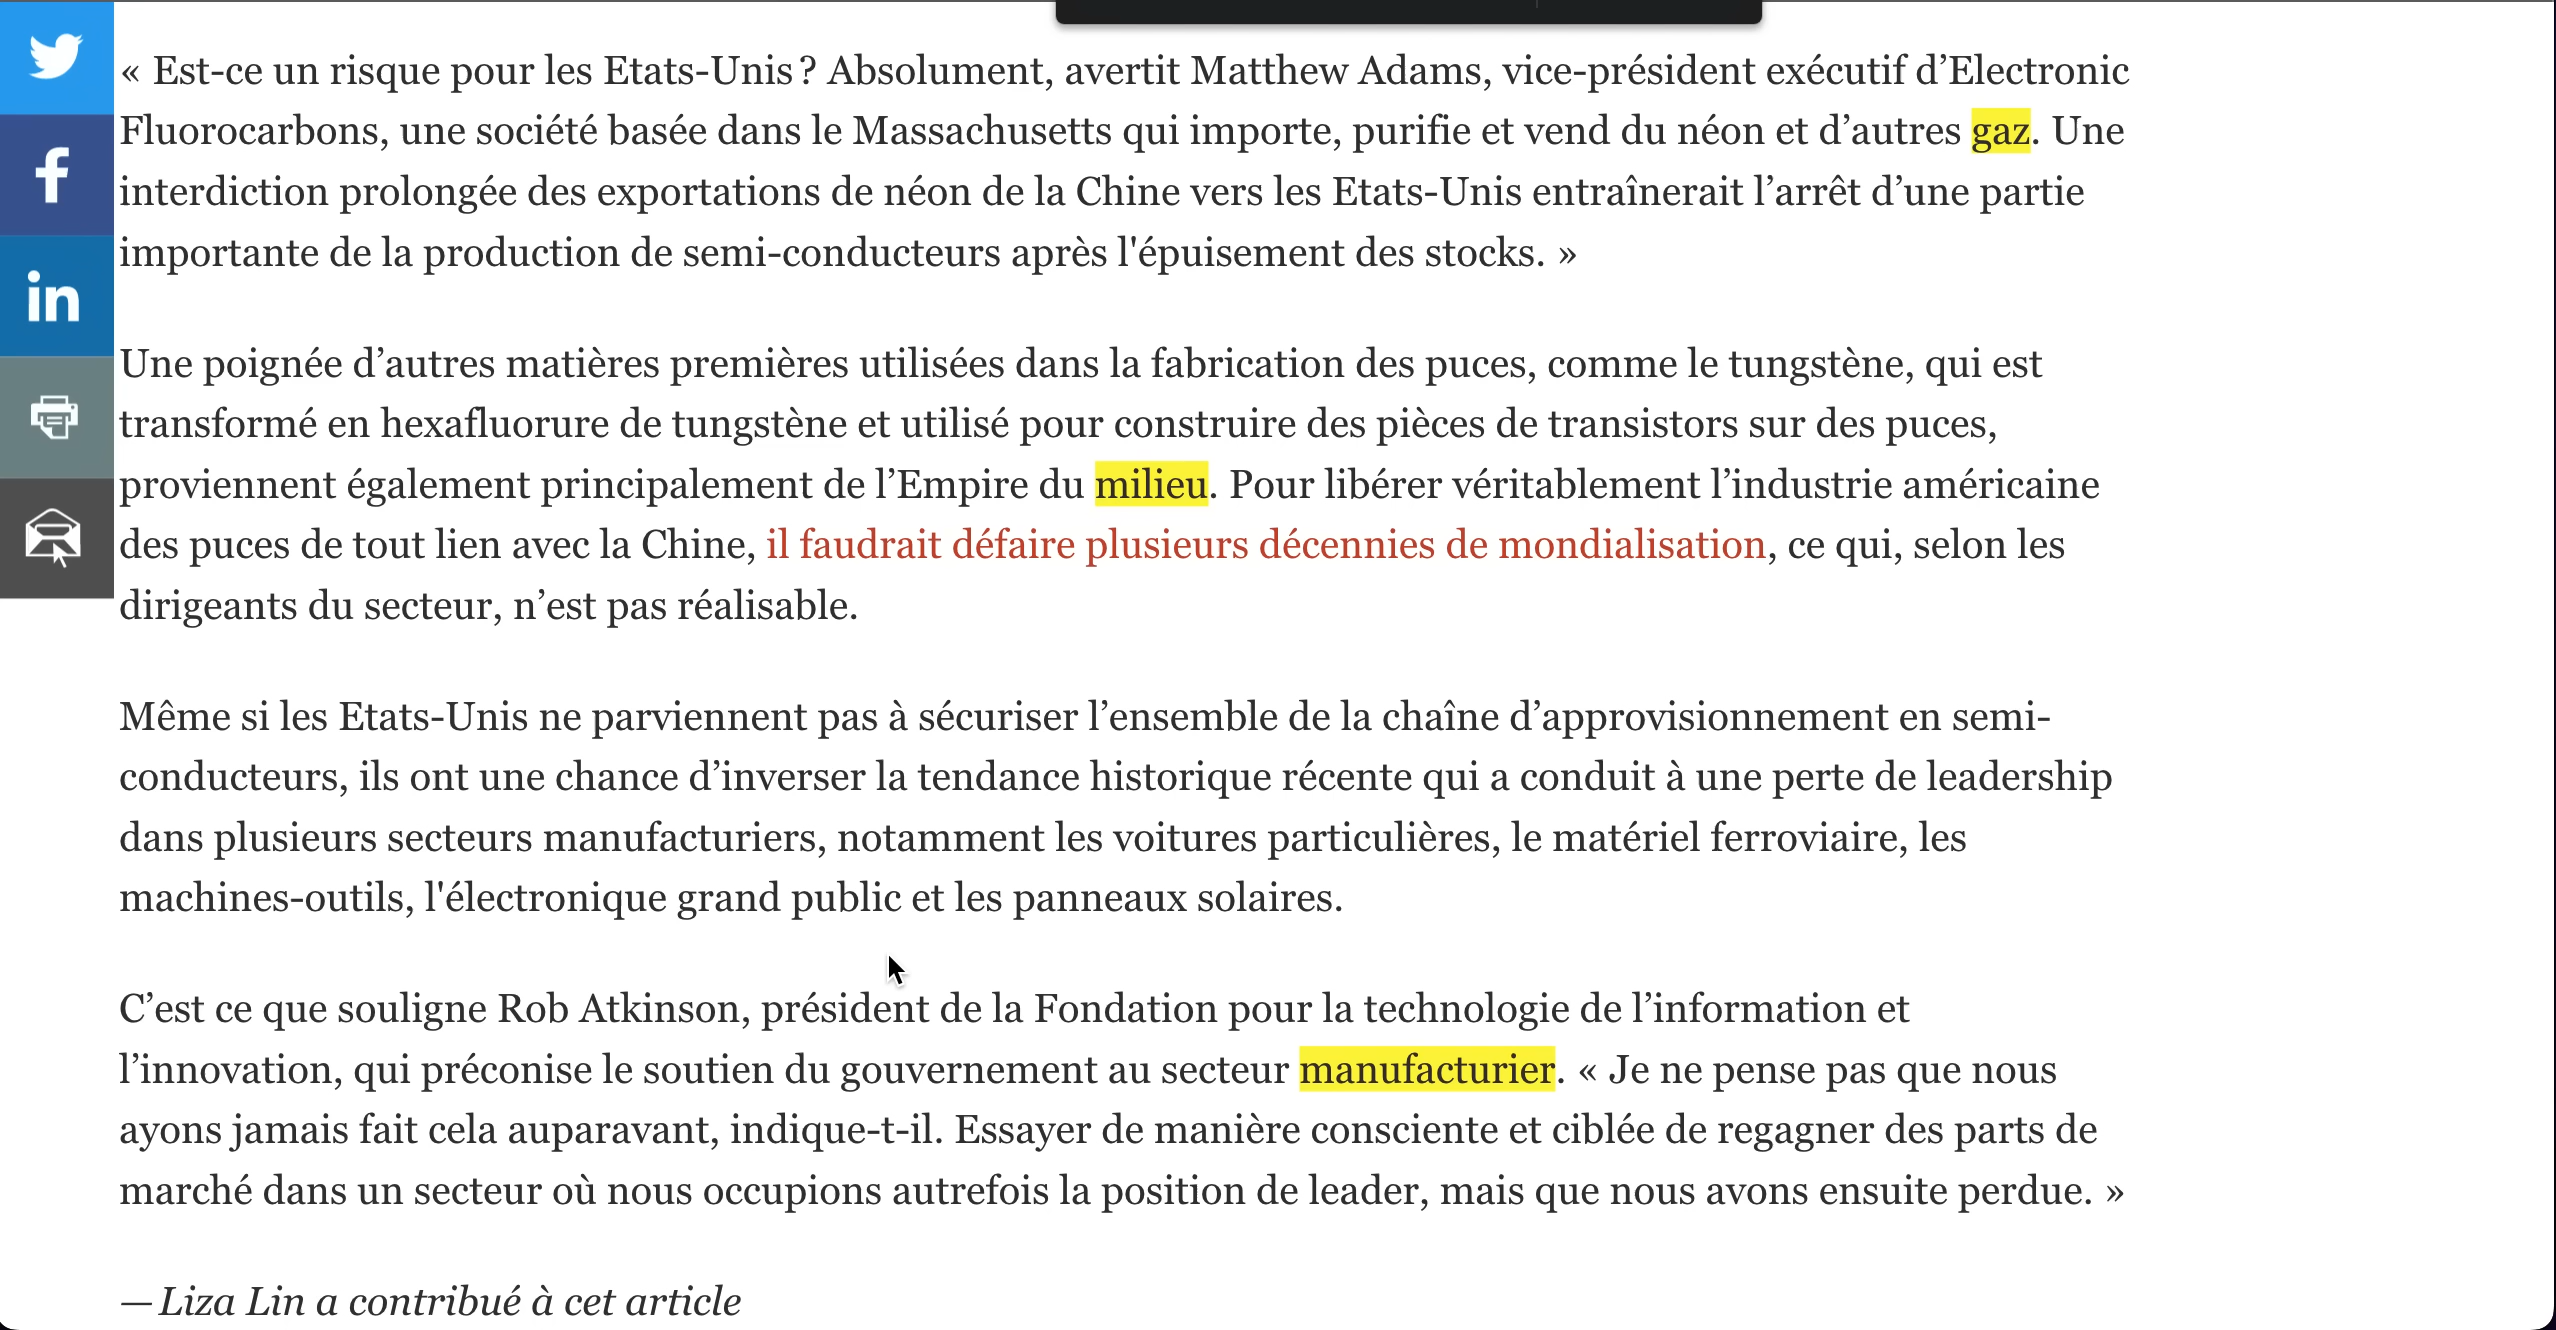 « Est-ce un risque pour les Etats-Unis ? Absolument, avertit Matthew Adams, vice-président exécutif d’Electronic
Fluorocarbons, une société basée dans le Massachusetts qui importe, purifie et vend du néon et d’autres gaz. Une
interdiction prolongée des exportations de néon de la Chine vers les Etats-Unis entraînerait l’arrêt d’une partie
importante de la production de semi-conducteurs après l'épuisement des stocks. »
Une poignée d’autres matières premières utilisées dans la fabrication des puces, comme le tungstène, qui est
transformé en hexafluorure de tungstène et utilisé pour construire des pièces de transistors sur des puces,
proviennent également principalement de l’Empire du milieu. Pour libérer véritablement l’industrie américaine
des puces de tout lien avec la Chine, il faudrait défaire plusieurs décennies de mondialisation, ce qui, selon les
dirigeants du secteur, n’est pas réalisable.
Même si les Etats-Unis ne parviennent pas à sécuriser l’ensemble de la chaîne d’approvisionnement en semi-
conducteurs, ils ont une chance d’inverser la tendance historique récente qui a conduit à une perte de leadership
dans plusieurs secteurs manufacturiers, notamment les voitures particulières, le matériel ferroviaire, les
machines-outils, l'électronique grand public et les panneaux solaires.
C’est ce que souligne Rob Atkinson, président de la Fondation pour la technologie de l’information et
l’innovation, qui préconise le soutien du gouvernement au secteur manufacturier. « Je ne pense pas que nous
ayons jamais fait cela auparavant, indique-t-il. Essayer de manière consciente et ciblée de regagner des parts de
marché dans un secteur où nous occupions autrefois la position de leader, mais que nous avons ensuite perdue. »
— Liza Lin a contribué à cet article